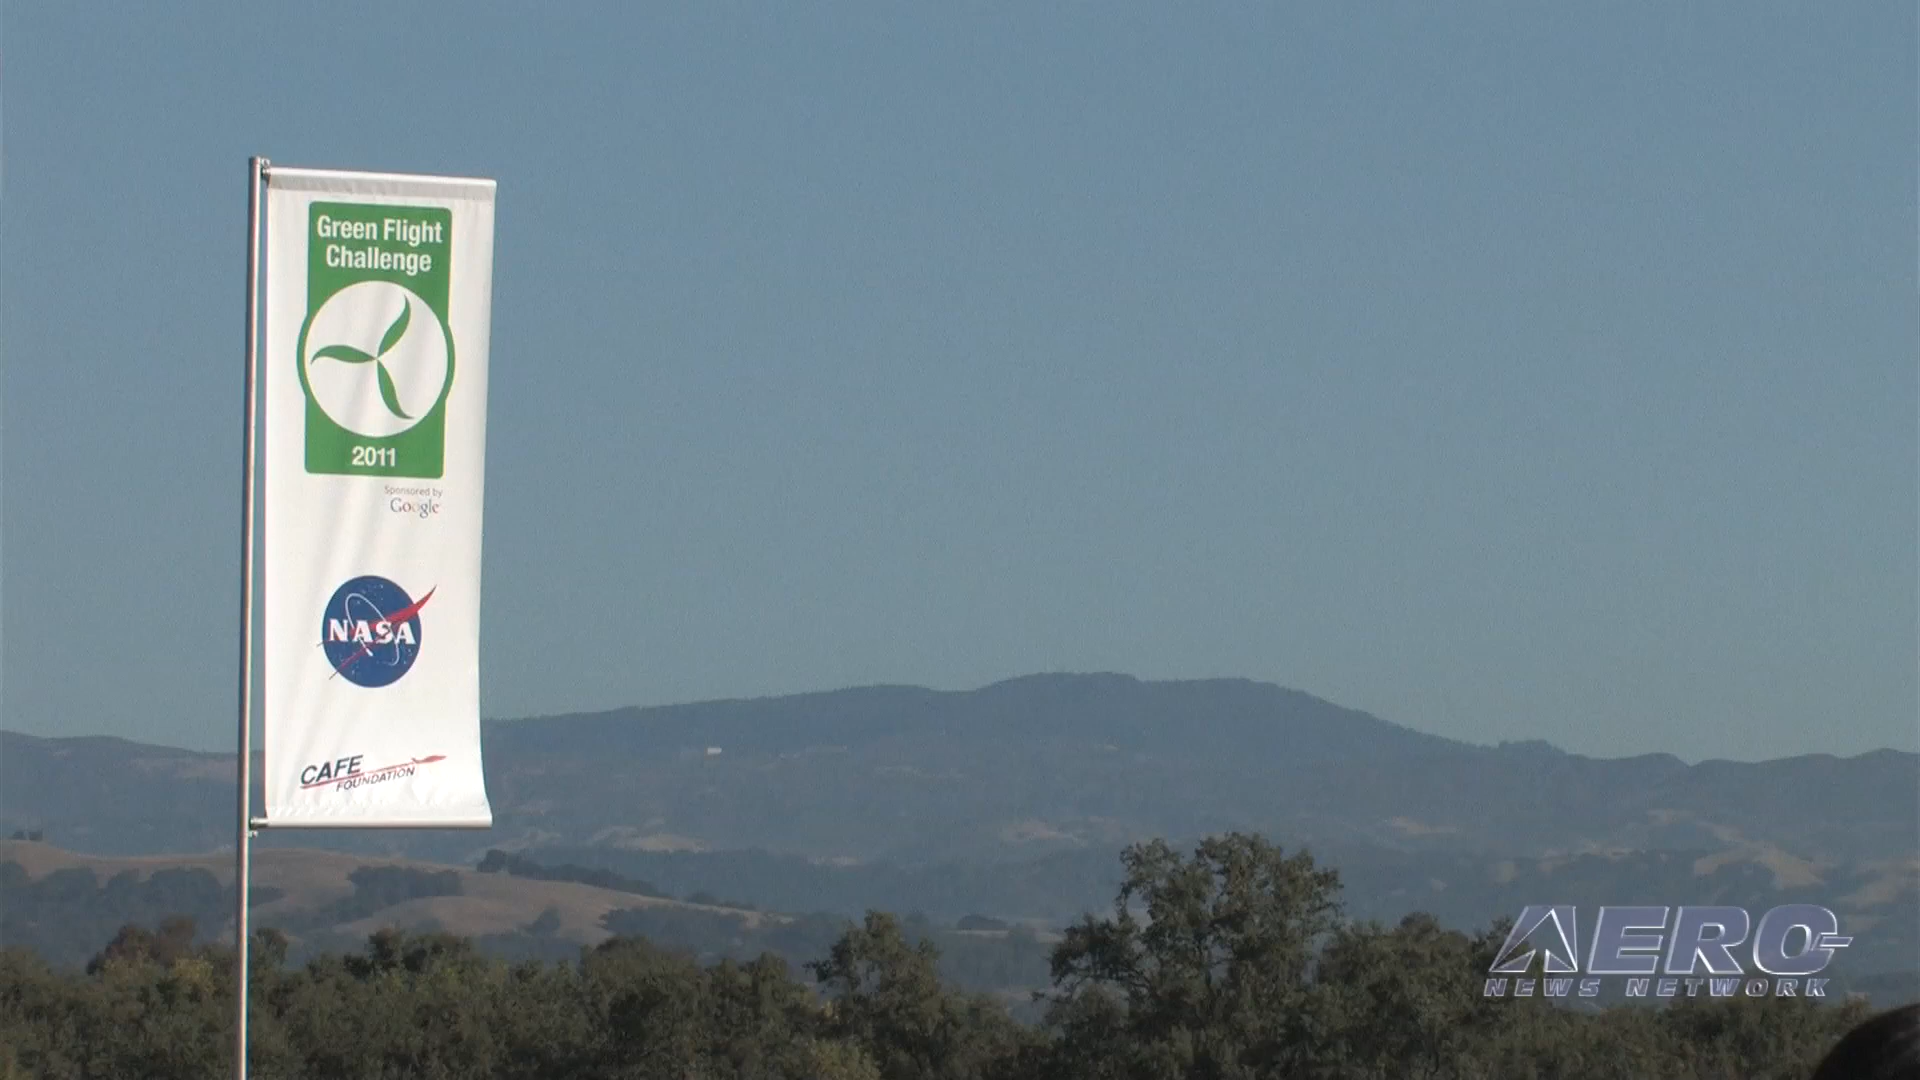 Green Flight
Challenge
2011
Sponsored by
Google
NASA
CAFE
FOUNDATION
AERO
NEWS NETWORK